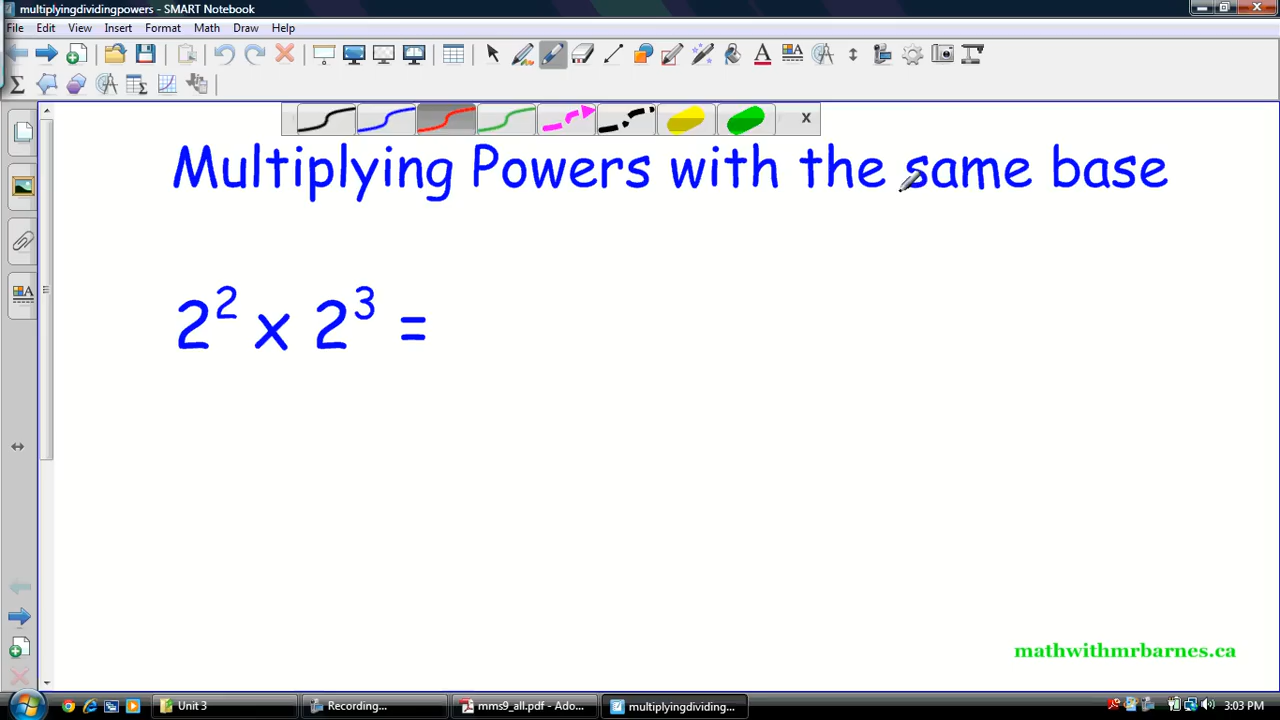 multiplyingdividingpowers - SMART Notebook
File Edit View Insert Format Math Draw Help
Multiplying Powers with the same base
2² x 2³ =
mathwithmrbarnes.ca
Unit 3 Recording... mms9_all.pdf - Ado... multiplyingdividing... 3:03 PM